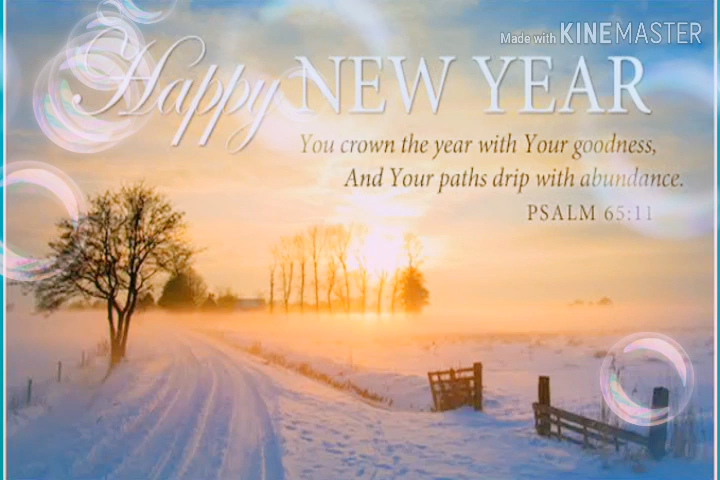 Made with KINEMASTER
Happy NEW YEAR
You crown the year with Your goodness,
And Your paths drip with abundance.
PSALM 65:11